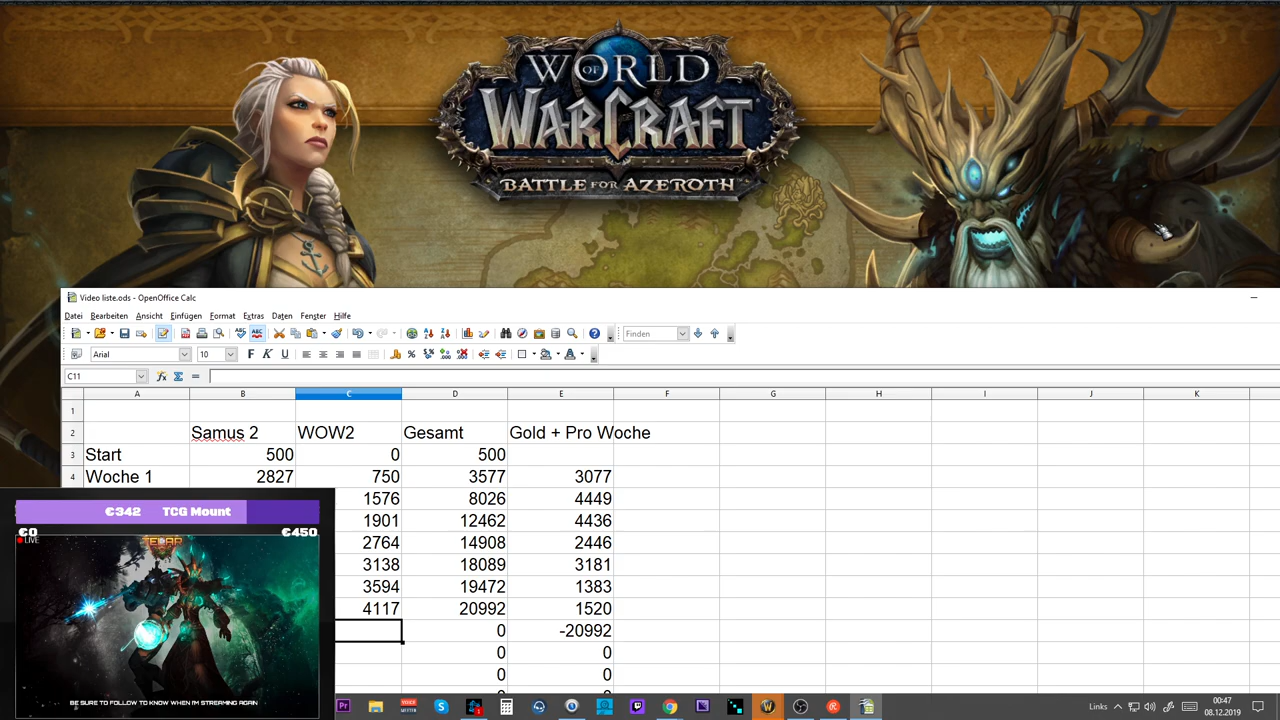 WORLD
OF
WARCRAFT
BATTLE FOR AZEROTH
Video liste.ods - OpenOffice Calc
Datei Bearbeiten Ansicht Einfügen Format Extras Daten Fenster Hilfe
Finden
Arial 10
C11
A B C D E F G H I J K
1
2 Samus 2 WOW2 Gesamt Gold + Pro Woche
3 Start 500 0 500
4 Woche 1 2827 750 3577 3077
1576 8026 4449
1901 12462 4436
2764 14908 2446
3138 18089 3181
3594 19472 1383
4117 20992 1520
0 -20992
0 0
0 0
€342 TCG Mount
€0 €450
LIVE
BE SURE TO FOLLOW TO KNOW WHEN I'M STREAMING AGAIN
Links 00:47
08.12.2019